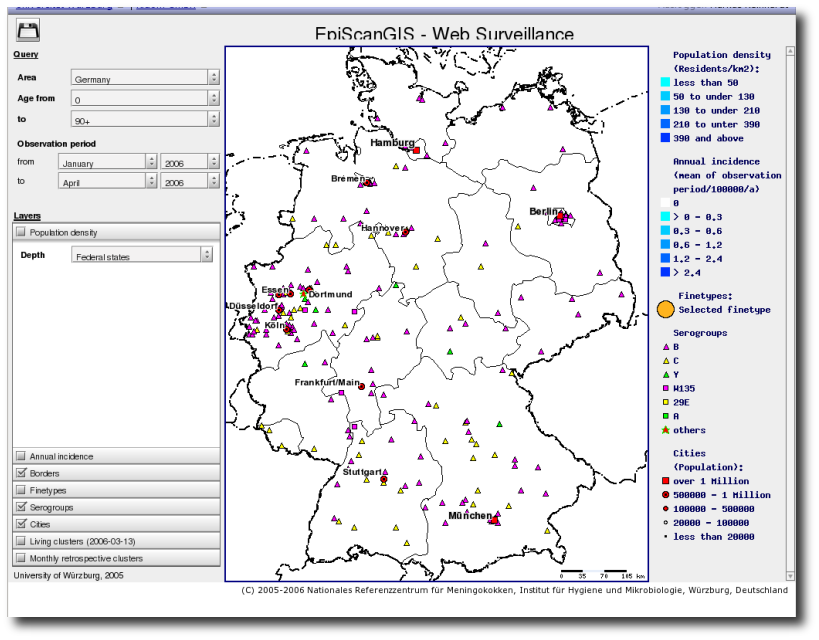 EpiScanGIS - Web Surveillance
Query
Area
Germany
Age from
0
to
90+
Observation period
from
January
2006
to
April
2006
Layers
Population density
Depth
Federal states
Annual incidence
Borders
Finetypes
Serogroups
Cities
Living clusters (2006-03-13)
Monthly retrospective clusters
University of Würzburg, 2005
Hamburg
Bremen
Berlin
Hannover
Essen
Dortmund
Düsseldorf
Köln
Frankfurt/Main
Stuttgart
München
0 35 70 105 km
Population density
(Residents/km2):
less than 50
50 to under 130
130 to under 210
210 to unter 390
390 and above
Annual incidence
(mean of observation
period/100000/a)
0
> 0 - 0.3
0,3 - 0.6
0,6 - 1.2
1,2 - 2.4
> 2.4
Finetypes:
Selected finetype
Serogroups
B
C
Y
W135
29E
A
others
Cities
(Population):
over 1 Million
500000 - 1 Million
100000 - 500000
20000 - 100000
less than 20000
(C) 2005-2006 Nationales Referenzzentrum für Meningokokken, Institut für Hygiene und Mikrobiologie, Würzburg, Deutschland